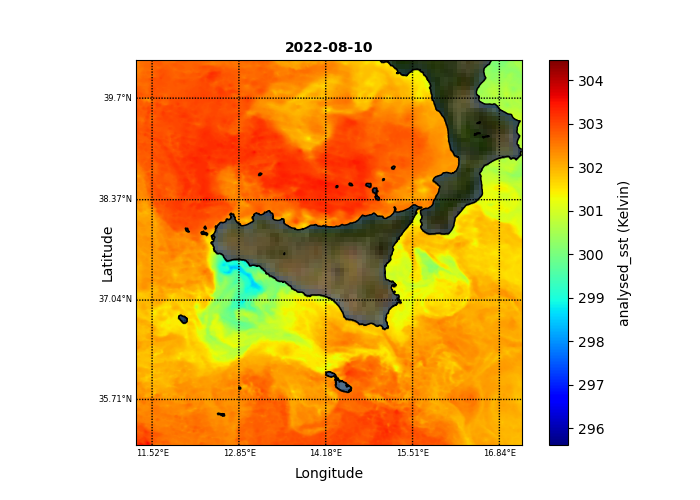 2022-08-10
39.7°N
38.37°N
37.04°N
35.71°N
Latitude
11.52°E 12.85°E 14.18°E 15.51°E 16.84°E
Longitude
304
303
302
301
300
299
298
297
296
analysed_sst (Kelvin)